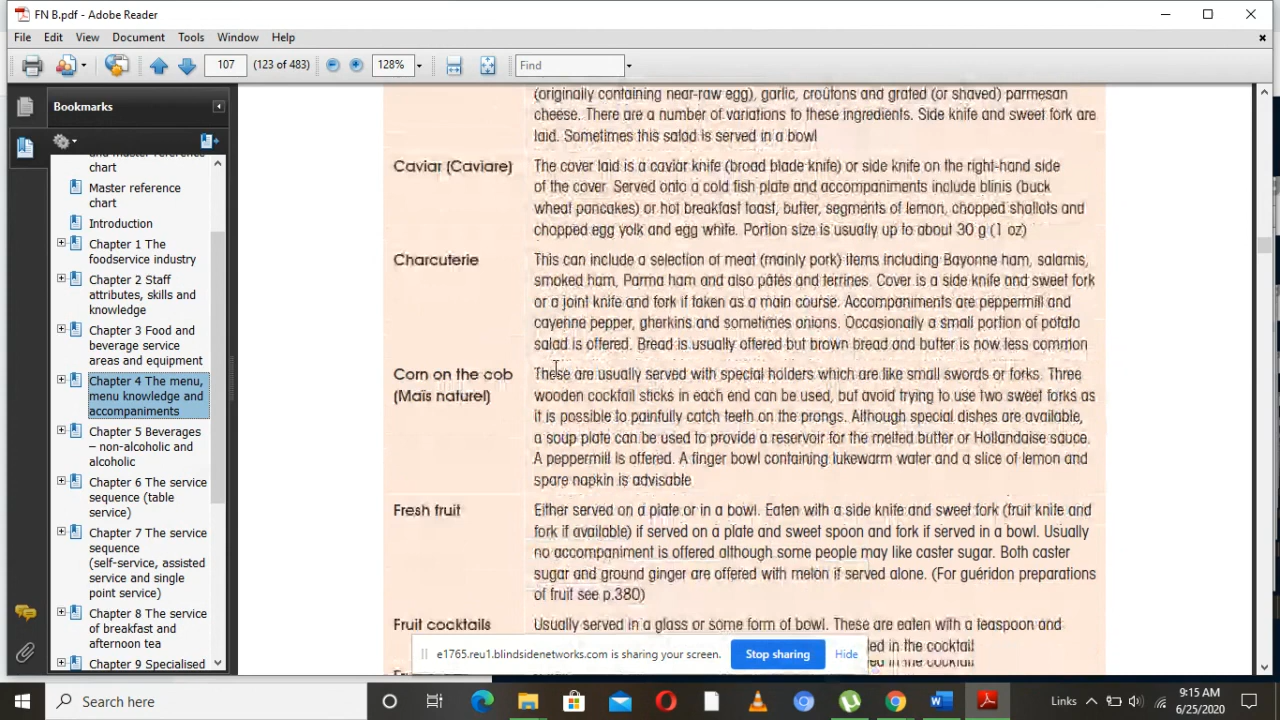 FN B.pdf - Adobe Reader
File Edit View Document Tools Window Help
107 (123 of 483) 128% Find
Bookmarks
and master reference
chart
Master reference
chart
Introduction
Chapter 1 The
foodservice industry
Chapter 2 Staff
attributes, skills and
knowledge
Chapter 3 Food and
beverage service
areas and equipment
Chapter 4 The menu,
menu knowledge and
accompaniments
Chapter 5 Beverages
– non-alcoholic and
alcoholic
Chapter 6 The service
sequence (table
service)
Chapter 7 The service
sequence
(self-service, assisted
service and single
point service)
Chapter 8 The service
of breakfast and
afternoon tea
Chapter 9 Specialised
(originally containing near-raw egg), garlic, croûtons and grated (or shaved) parmesan
cheese. There are a number of variations to these ingredients. Side knife and sweet fork are
laid. Sometimes this salad is served in a bowl
Caviar (Caviare) The cover laid is a caviar knife (broad blade knife) or side knife on the right-hand side
of the cover. Served onto a cold fish plate and accompaniments include blinis (buck
wheat pancakes) or hot breakfast toast, butter, segments of lemon, chopped shallots and
chopped egg yolk and egg white. Portion size is usually up to about 30 g (1 oz)
Charcuterie This can include a selection of meat (mainly pork) items including Bayonne ham, salamis,
smoked ham, Parma ham and also pâtés and terrines. Cover is a side knife and sweet fork
or a joint knife and fork if taken as a main course. Accompaniments are peppermill and
cayenne pepper, gherkins and sometimes onions. Occasionally a small portion of potato
salad is offered. Bread is usually offered but brown bread and butter is now less common
Corn on the cob These are usually served with special holders which are like small swords or forks. Three
(Maïs naturel) wooden cocktail sticks in each end can be used, but avoid trying to use two sweet forks as
it is possible to painfully catch teeth on the prongs. Although special dishes are available,
a soup plate can be used to provide a reservoir for the melted butter or Hollandaise sauce.
A peppermill is offered. A finger bowl containing lukewarm water and a slice of lemon and
spare napkin is advisable
Fresh fruit Either served on a plate or in a bowl. Eaten with a side knife and sweet fork (fruit knife and
fork if available) if served on a plate and sweet spoon and fork if served in a bowl. Usually
no accompaniment is offered although some people may like caster sugar. Both caster
sugar and ground ginger are offered with melon if served alone. (For guéridon preparations
of fruit see p.380)
Fruit cocktails Usually served in a glass or some form of bowl. These are eaten with a leaspoon and
ed in the cocktail
ed in the cocktail
e1765.reu1.blindsidenetworks.com is sharing your screen. Stop sharing Hide
Search here Links 9:15 AM
6/25/2020